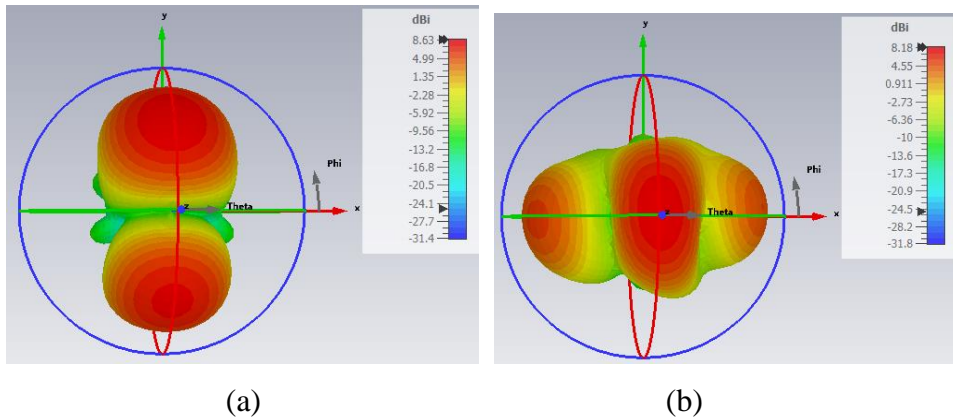 y
dBi
8.63
4.99
1.35
-2.28
-5.92
-9.56
-13.2
-16.8
-20.5
-24.1
-27.7
-31.4
Phi
z
Theta
x
(a)
y
dBi
8.18
4.55
0.911
-2.73
-6.36
-10
-13.6
-17.3
-20.9
-24.5
-28.2
-31.8
Phi
z
Theta
x
(b)